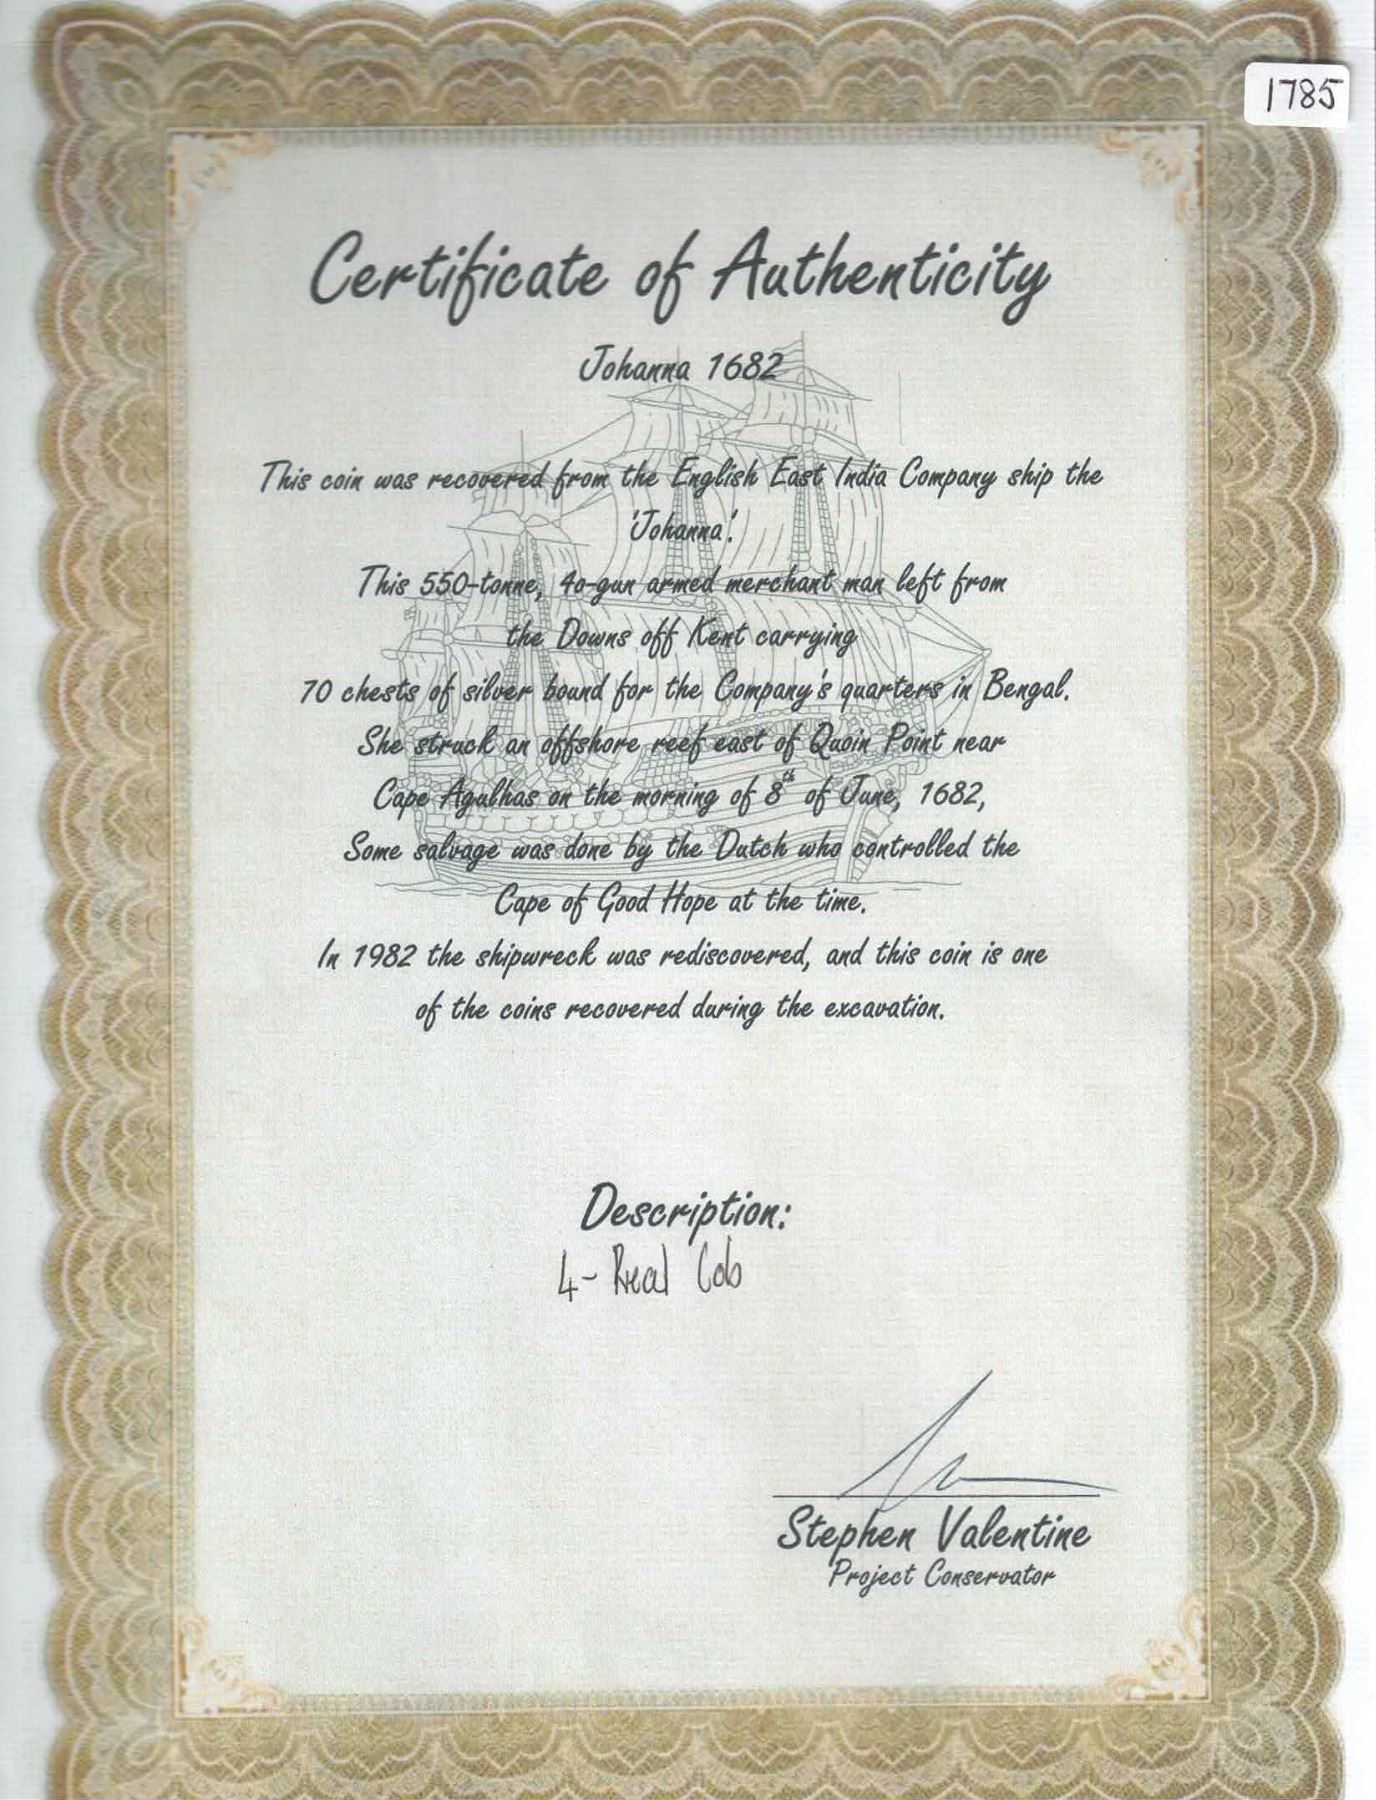 1785
Certificate of Authenticity
Johanna 1682
This coin was recovered from the English East India Company ship the
'Johanna'.
This 550-tonne, 40-gun armed merchant man left from
the Downs off Kent carrying
70 chests of silver bound for the Company's quarters in Bengal.
She struck an offshore reef east of Quoin Point near
Cape Agulhas on the morning of 8th of June, 1682,
Some salvage was done by the Dutch who controlled the
Cape of Good Hope at the time.
In 1982 the shipwreck was rediscovered, and this coin is one
of the coins recovered during the excavation.
Description:
4-Real Cob
Stephen Valentine
Project Conservator